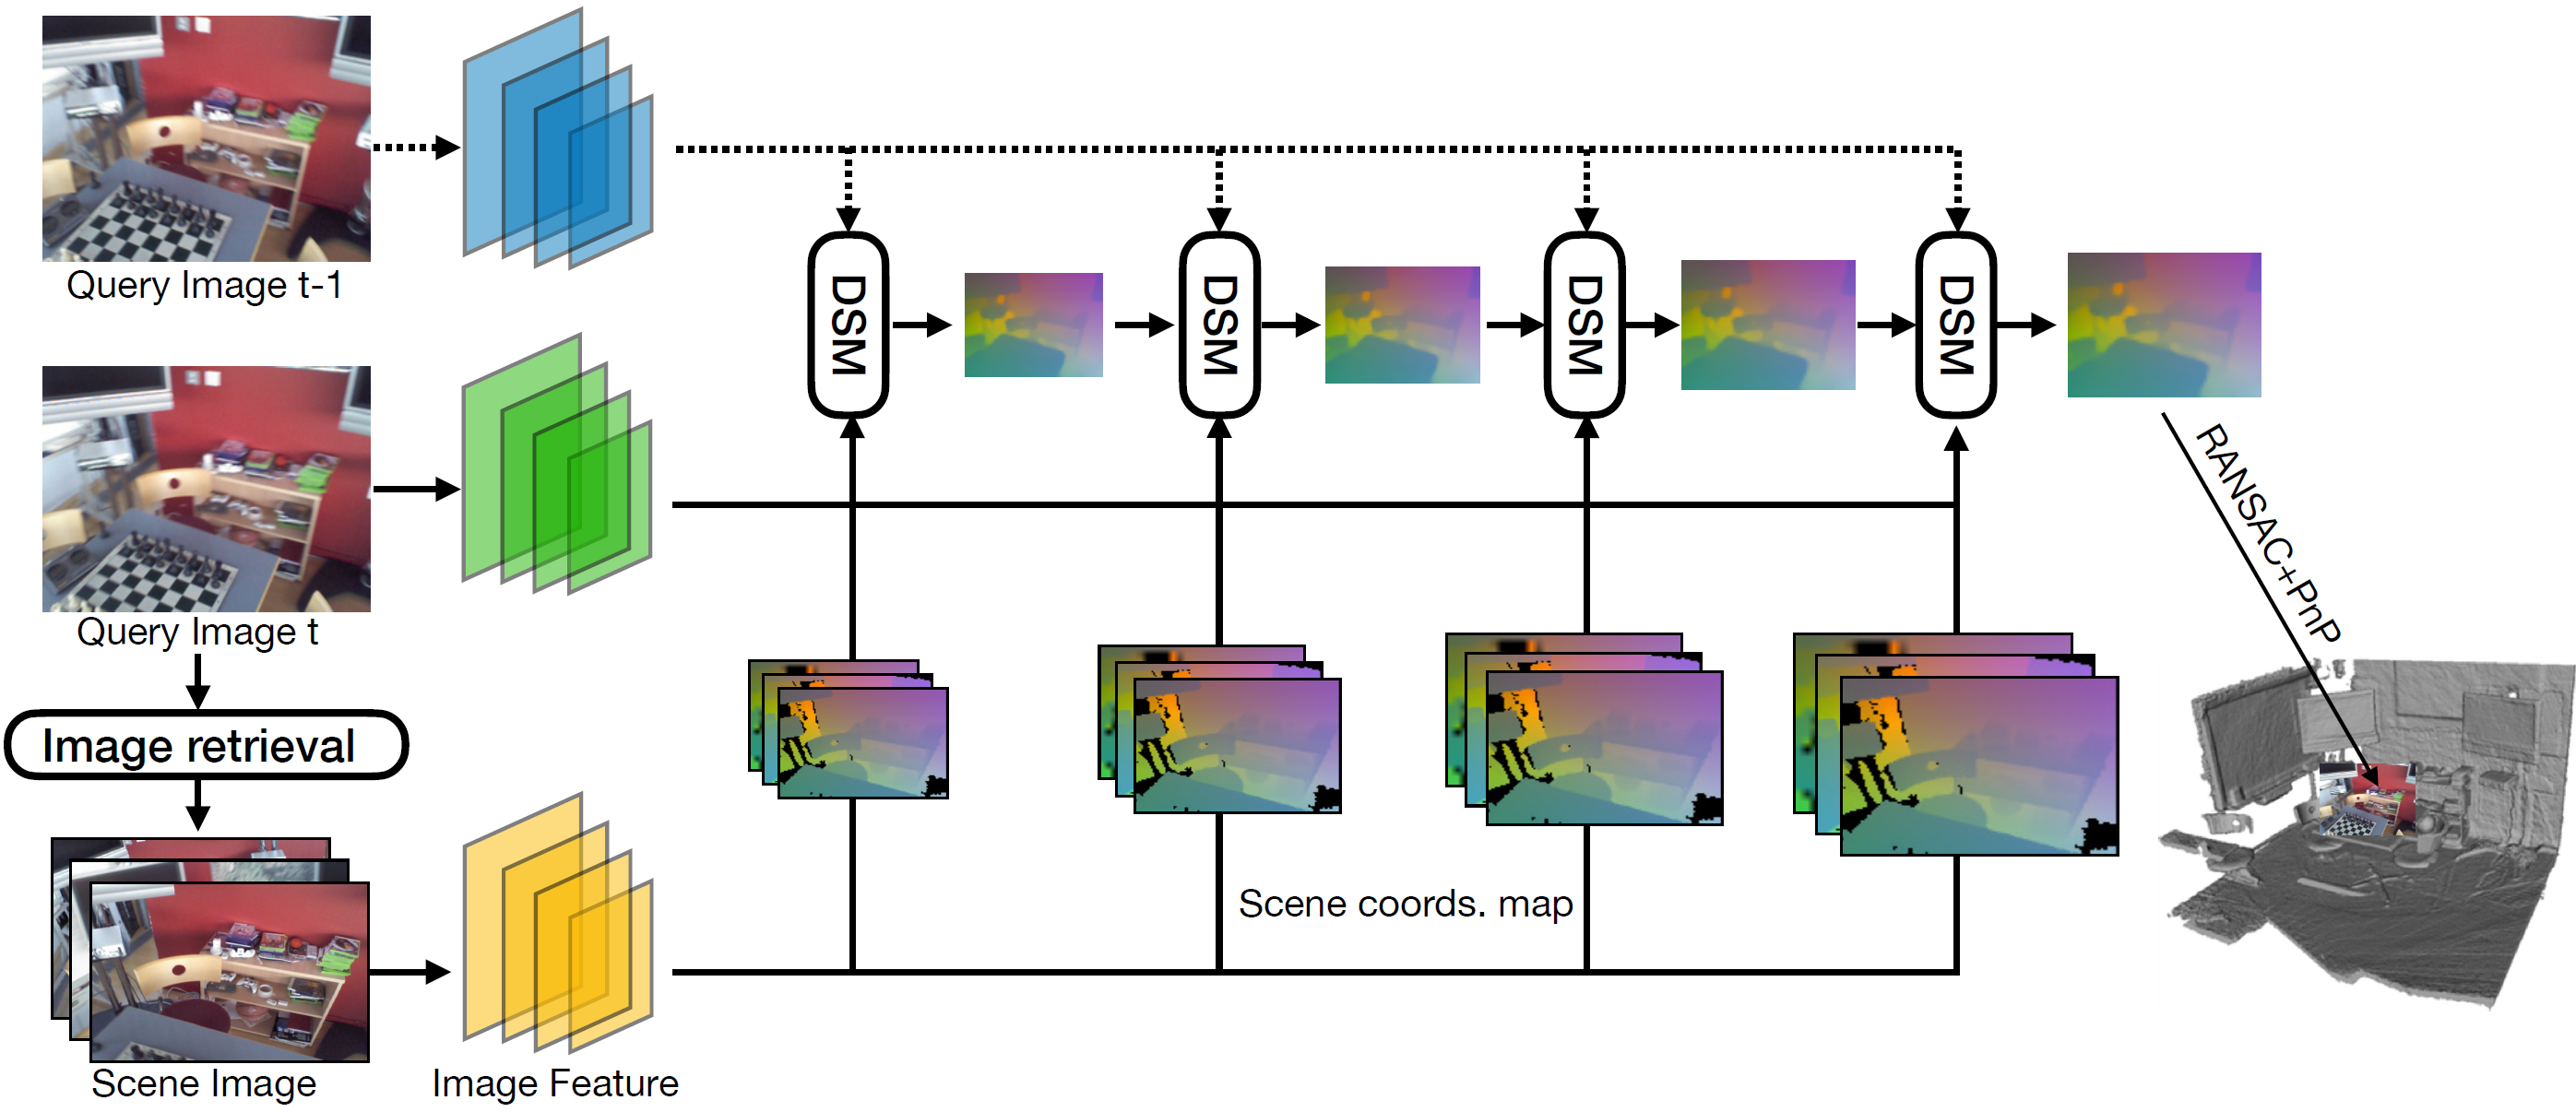 Query Image t-1
Query Image t
Image retrieval
Scene Image
Image Feature
DSM
DSM
DSM
DSM
Scene coords. map
RANSAC+PnP